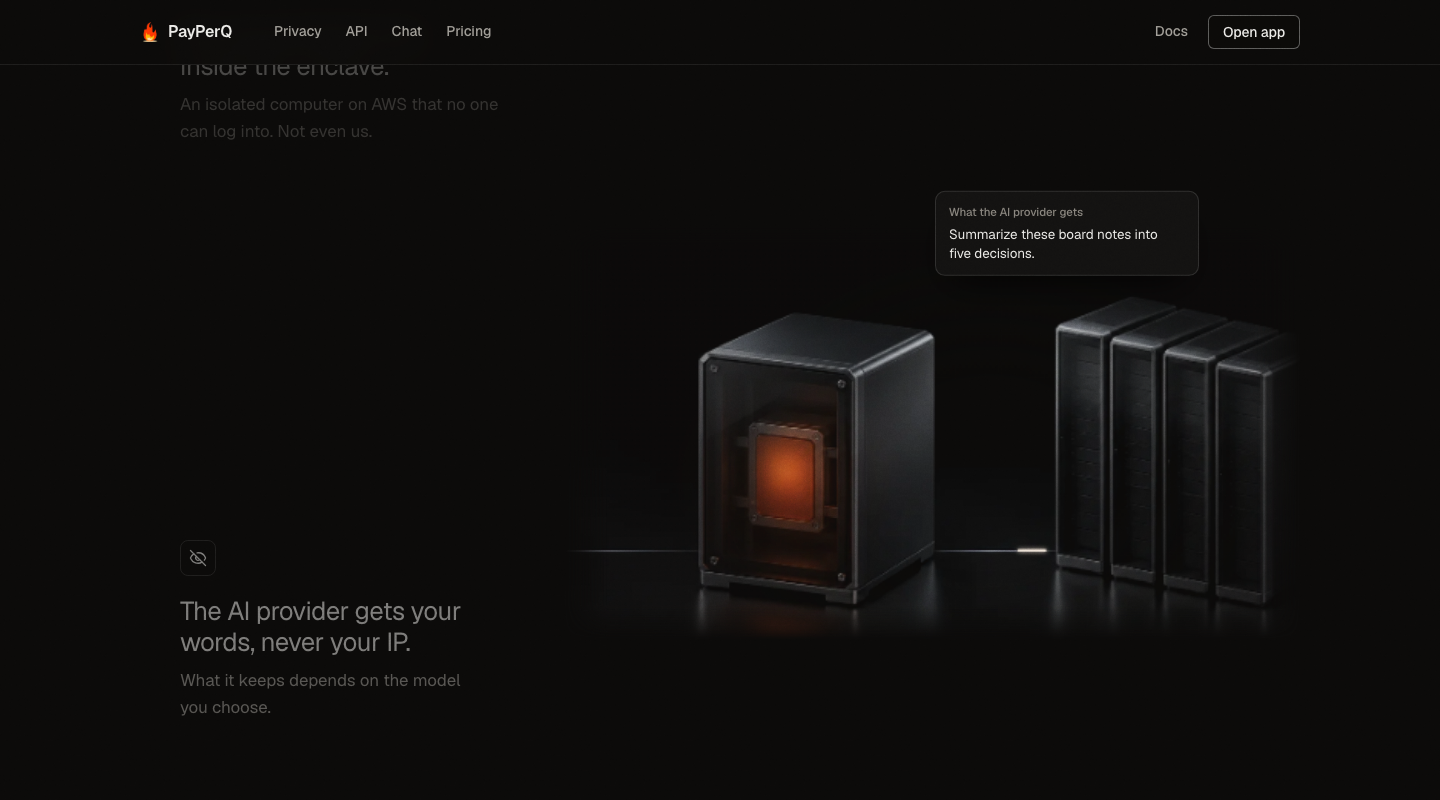 PayPerQ
Privacy
API
Chat
Pricing
Docs
Open app
inside the enclave.
An isolated computer on AWS that no one
can log into. Not even us.
What the AI provider gets
Summarize these board notes into
five decisions.
The AI provider gets your
words, never your IP.
What it keeps depends on the model
you choose.